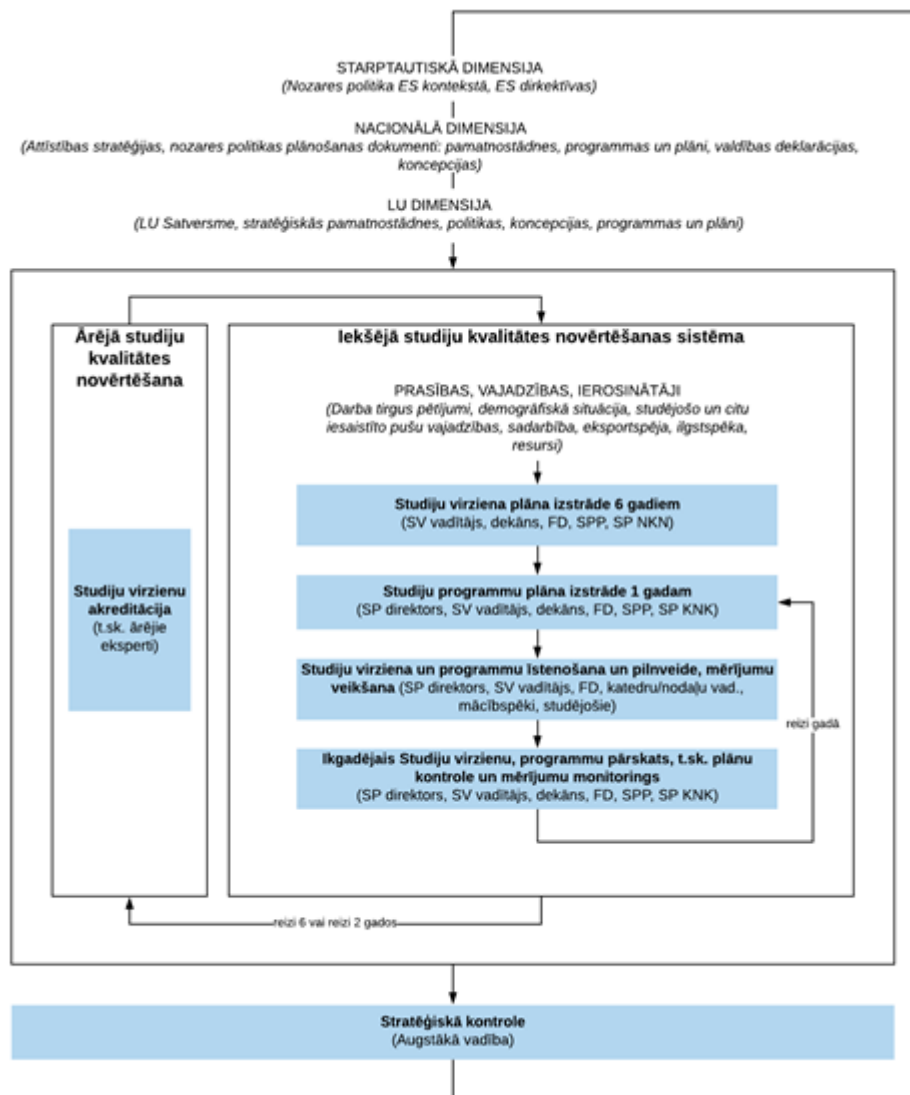 STARPTAUTISKĀ DIMENSIJA
(Nozares politika ES kontekstā, ES dirkektīvas)
NACIONĀLĀ DIMENSIJA
(Attīstības stratēģijas, nozares politikas plānošanas dokumenti: pamatnostādnes, programmas un plāni, valdības deklarācijas,
koncepcijas)
LU DIMENSIJA
(LU Satversme, stratēģiskās pamatnostādnes, politikas, koncepcijas, programmas un plāni)
Ārējā studiju
kvalitātes
novērtēšana
Studiju virzienu
akreditācija
(t.sk. ārējie
eksperti)
Iekšējā studiju kvalitātes novērtēšanas sistēma
PRASĪBAS, VAJADZĪBAS, IEROSINĀTĀJI
(Darba tirgus pētījumi, demogrāfiskā situācija, studējošo un citu
iesaistīto pušu vajadzības, sadarbība, eksportspēja, ilgstspēka,
resursi)
Studiju virziena plāna izstrāde 6 gadiem
(SV vadītājs, dekāns, FD, SPP, SP NKN)
Studiju programmu plāna izstrāde 1 gadam
(SP direktors, SV vadītājs, dekāns, FD, SPP, SP KNK)
Studiju virziena un programmu īstenošana un pilnveide, mērījumu
veikšana (SP direktors, SV vadītājs, FD, katedru/nodaļu vad.,
mācībspēki, studējošie)
reizi gadā
Ikgadējais Studiju virzienu, programmu pārskats, t.sk. plānu
kontrole un mērījumu monitorings
(SP direktors, SV vadītājs, dekāns, FD, SPP, SP KNK)
reizi 6 vai reizi 2 gados
Stratēģiskā kontrole
(Augstākā vadība)